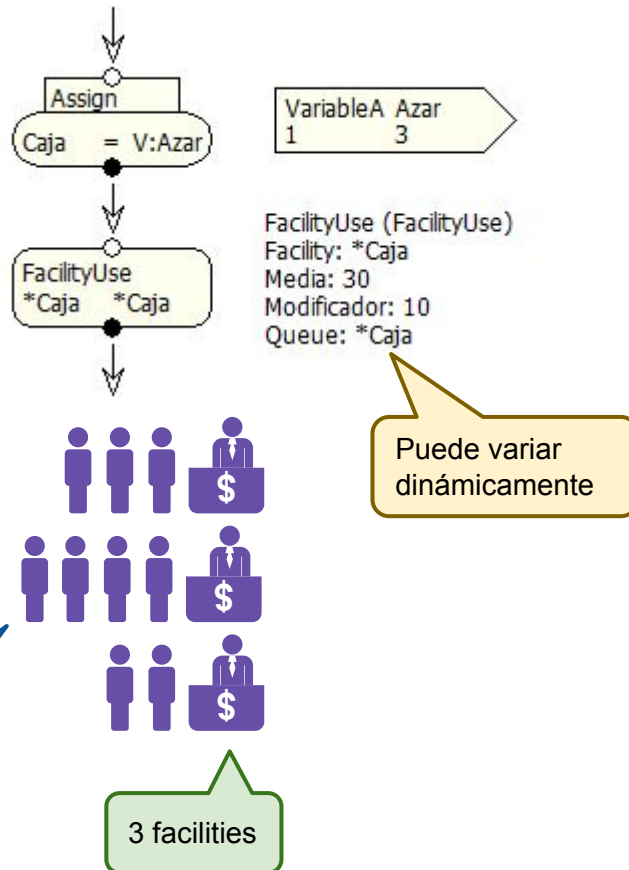 Assign
Caja = V:Azar
VariableA Azar
1 3
FacilityUse
*Caja *Caja
FacilityUse (FacilityUse)
Facility: *Caja
Media: 30
Modificador: 10
Queue: *Caja
Puede variar
dinámicamente
$
$
$
3 facilities